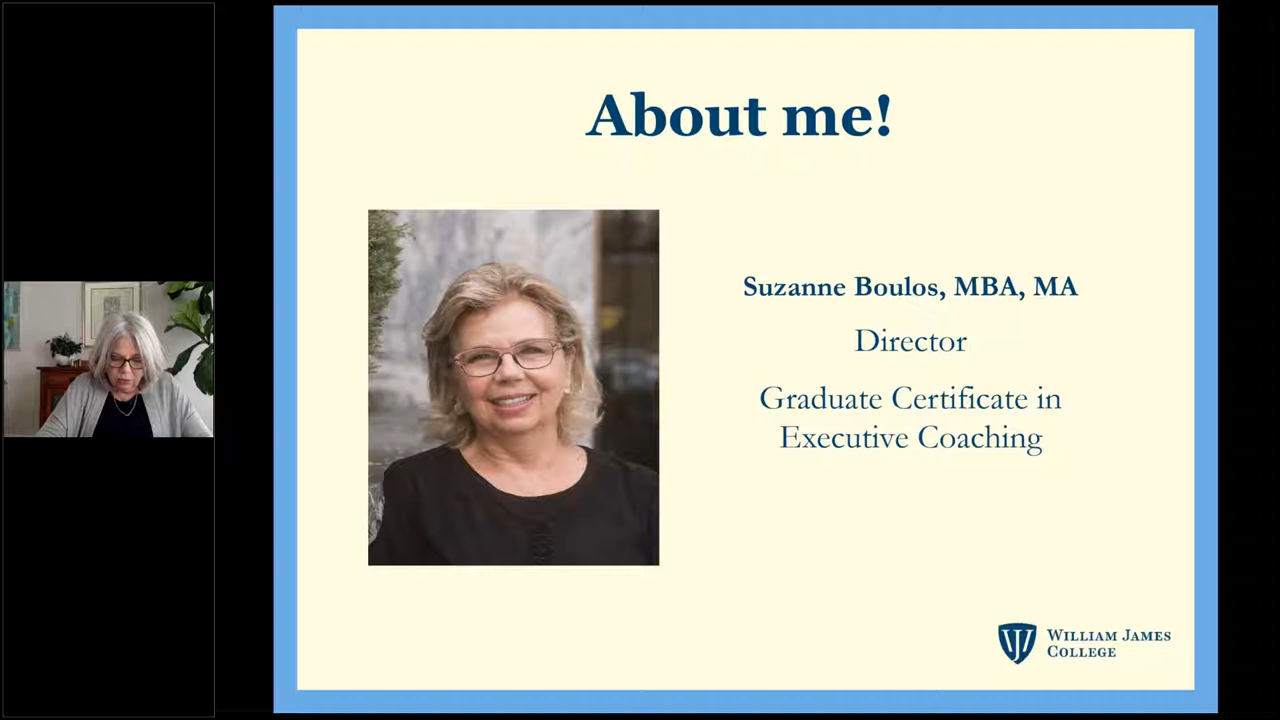 About me!
Suzanne Boulos, MBA, MA
Director
Graduate Certificate in
Executive Coaching
WILLIAM JAMES
COLLEGE